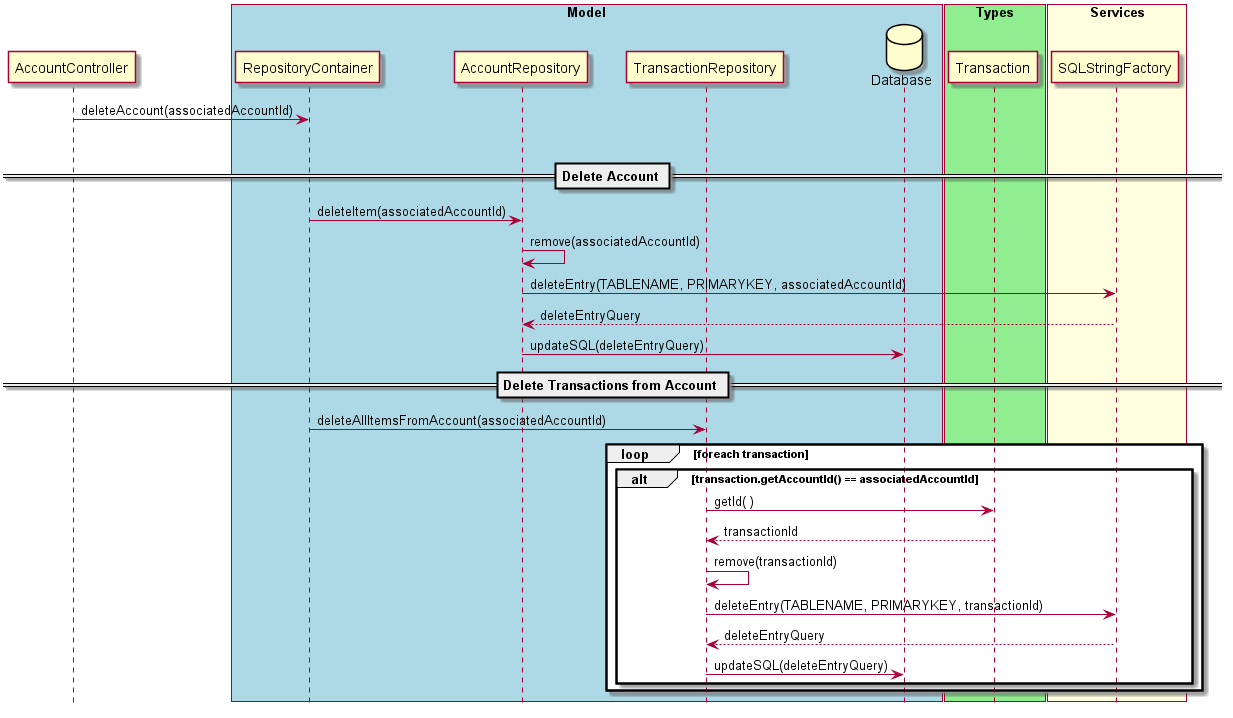 Model
Types
Services
AccountController
RepositoryContainer
AccountRepository
TransactionRepository
Database
Transaction
SQLStringFactory
deleteAccount(associatedAccountId)
Delete Account
deleteItem(associatedAccountId)
remove(associatedAccountId)
deleteEntry(TABLENAME, PRIMARYKEY, associatedAccountId)
deleteEntryQuery
updateSQL(deleteEntryQuery)
Delete Transactions from Account
deleteAllItemsFromAccount(associatedAccountId)
loop
[foreach transaction]
alt
[transaction.getAccountId() == associatedAccountId]
getId( )
transactionId
remove(transactionId)
deleteEntry(TABLENAME, PRIMARYKEY, transactionId)
deleteEntryQuery
updateSQL(deleteEntryQuery)